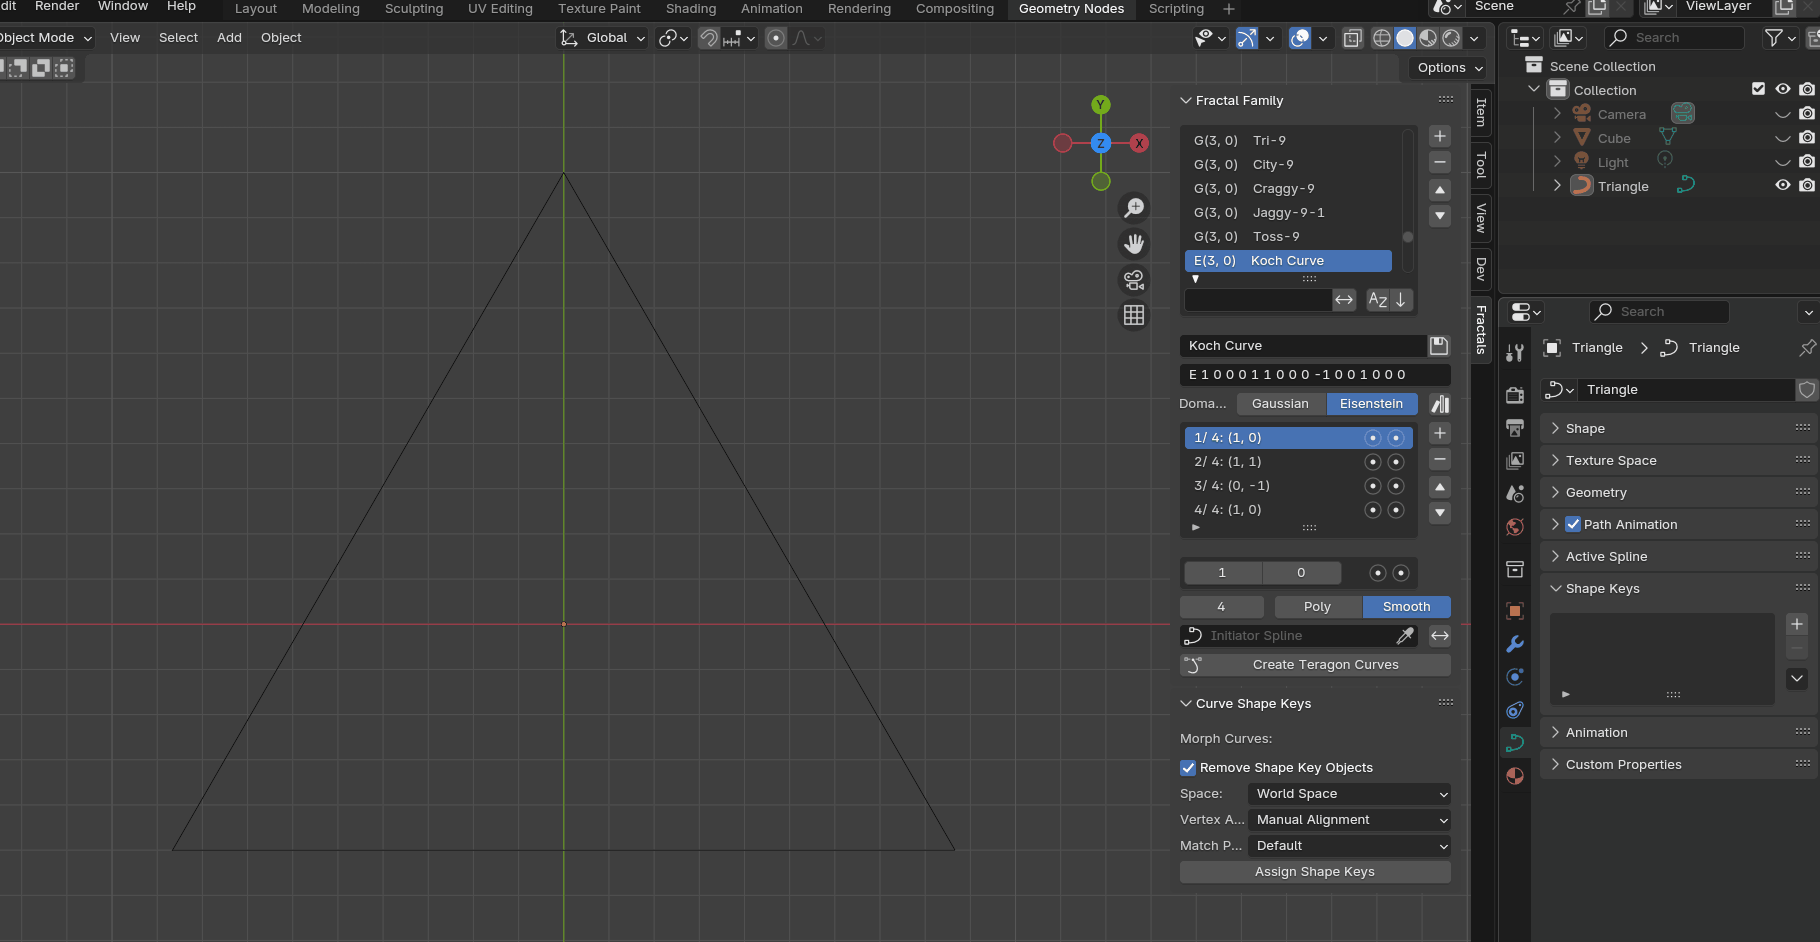 dit Render Window Help Layout Modeling Sculpting UV Editing Texture Paint Shading Animation Rendering Compositing Geometry Nodes Scripting + Scene ViewLayer
bject Mode View Select Add Object Global Search
Options
Scene Collection
Collection
Camera
Cube
Light
Triangle
Y
Z
X
Fractal Family
G(3, 0) Tri-9
G(3, 0) City-9
G(3, 0) Craggy-9
G(3, 0) Jaggy-9-1
G(3, 0) Toss-9
E(3, 0) Koch Curve
AZ
Koch Curve
E 1 0 0 0 1 1 0 0 0 -1 0 0 1 0 0 0
Doma... Gaussian Eisenstein
1/ 4: (1, 0)
2/ 4: (1, 1)
3/ 4: (0, -1)
4/ 4: (1, 0)
1 0
4 Poly Smooth
Initiator Spline
Create Teragon Curves
Curve Shape Keys
Morph Curves:
Remove Shape Key Objects
Space: World Space
Vertex A... Manual Alignment
Match P... Default
Assign Shape Keys
Item
Tool
View
Dev
Fractals
Search
Triangle Triangle
Triangle
Shape
Texture Space
Geometry
Path Animation
Active Spline
Shape Keys
Animation
Custom Properties